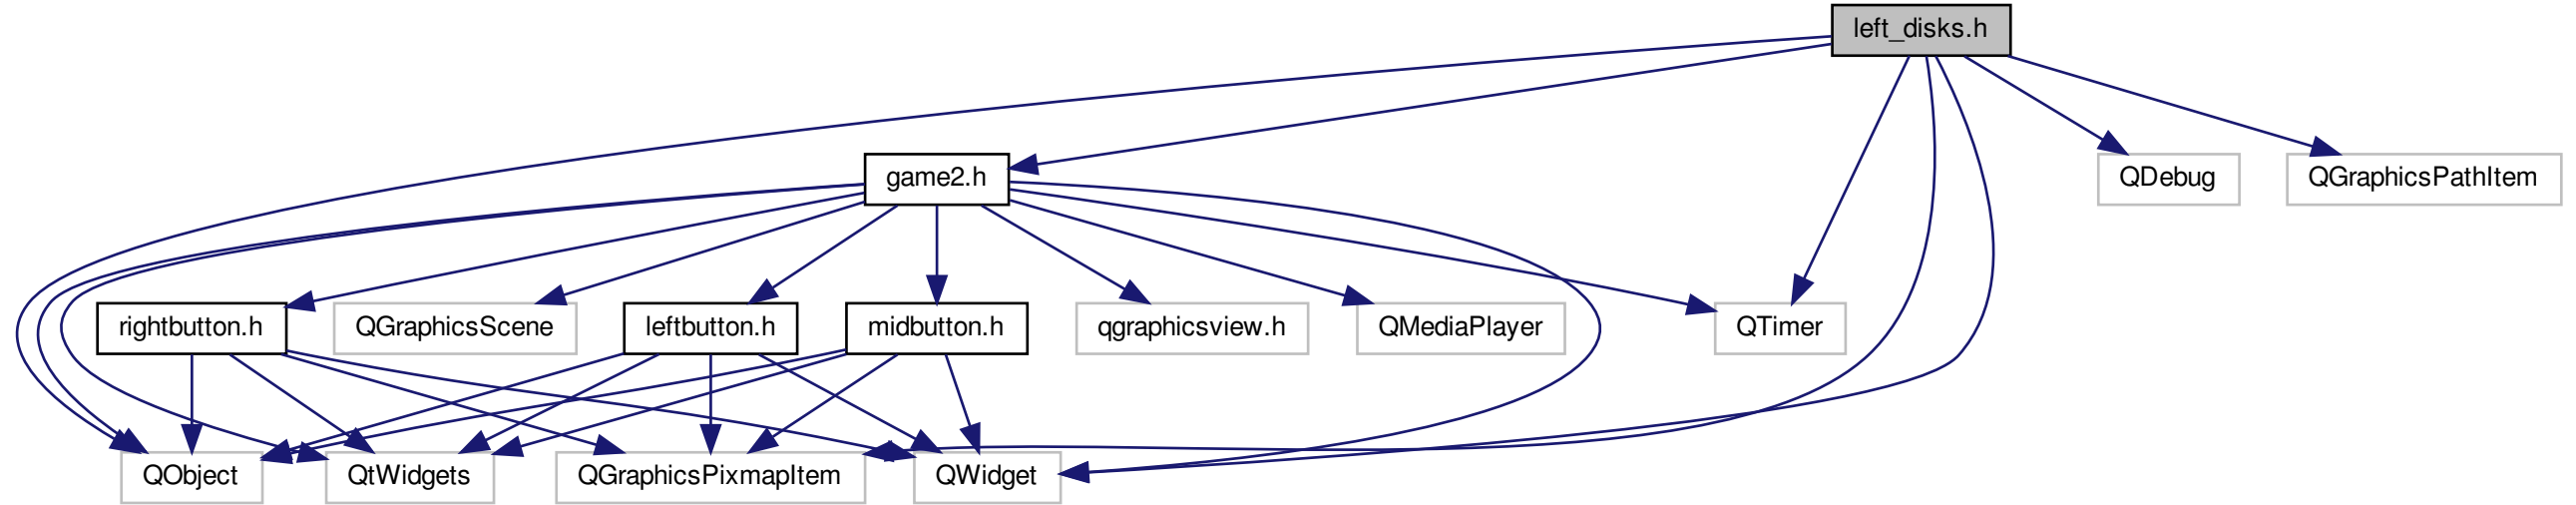 left_disks.h
game2.h
QDebug
QGraphicsPathItem
rightbutton.h
QGraphicsScene
leftbutton.h
midbutton.h
qgraphicsview.h
QMediaPlayer
QTimer
QObject
QtWidgets
QGraphicsPixmapItem
QWidget